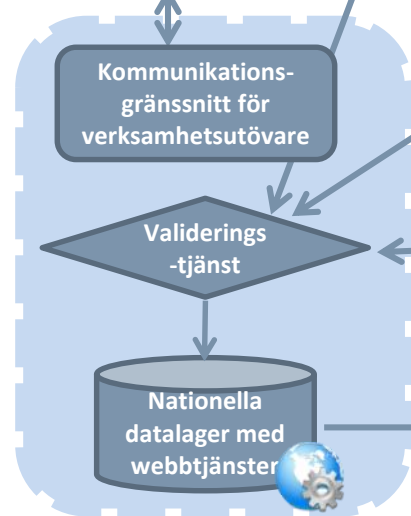 Kommunikations-
gränssnitt för
verksamhetsutövare
Validerings
-tjänst
Nationella
datalager med
webbtjänster